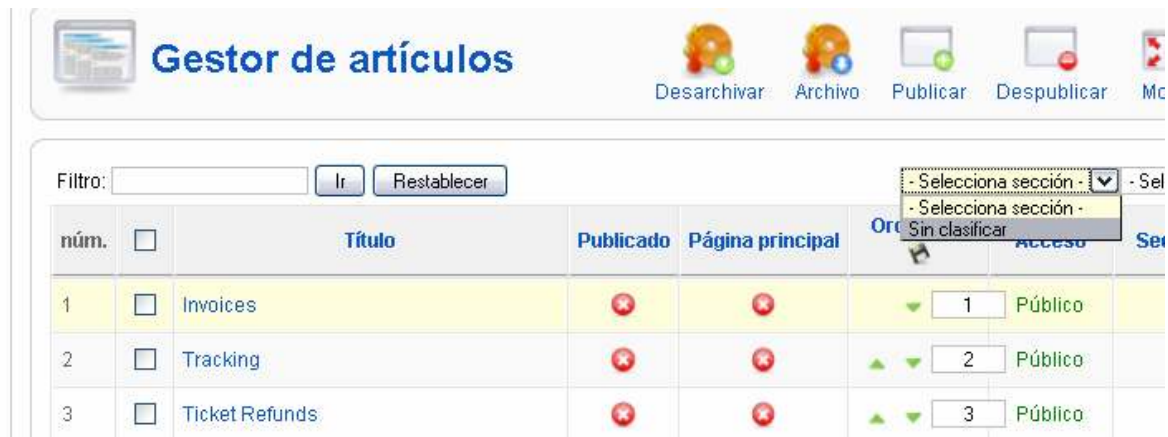 Gestor de artículos
Desarchivar Archivo Publicar Despublicar
Filtro: Ir Restablecer - Selecciona sección -
- Selecciona sección -
Sin clasificar
núm. Título Publicado Página principal Acceso
1 Invoices 1 Público
2 Tracking 2 Público
3 Ticket Refunds 3 Público